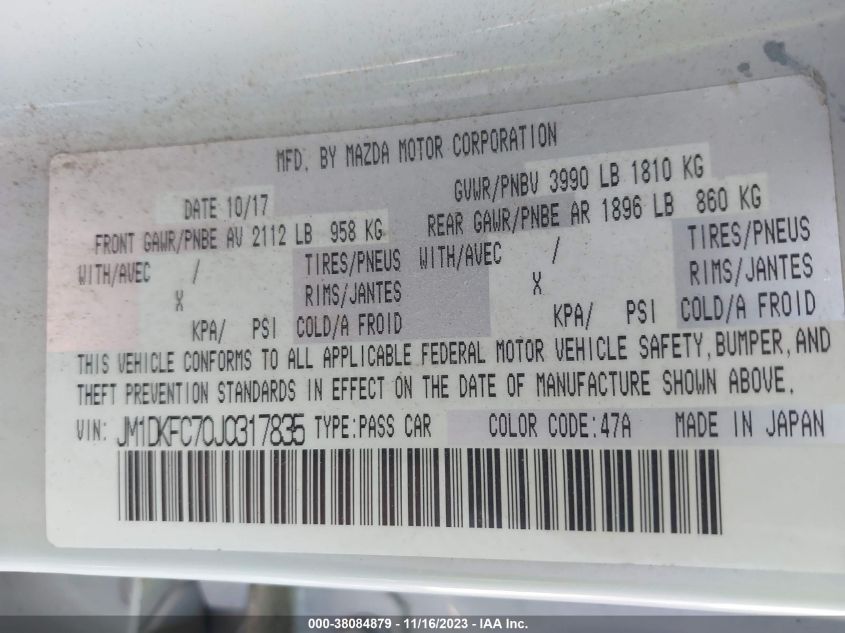 MFD. BY MAZDA MOTOR CORPORATION
DATE 10/17 GVWR/PNBV 3990 LB 1810 KG
FRONT GAWR/PNBE AV 2112 LB 958 KG REAR GAWR/PNBE AR 1896 LB 860 KG
WITH/AVEC / TIRES/PNEUS WITH/AVEC / TIRES/PNEUS
X RIMS/JANTES X RIMS/JANTES
KPA/ PSI COLD/A FROID KPA/ PSI COLD/A FROID
THIS VEHICLE CONFORMS TO ALL APPLICABLE FEDERAL MOTOR VEHICLE SAFETY, BUMPER, AND
THEFT PREVENTION STANDARDS IN EFFECT ON THE DATE OF MANUFACTURE SHOWN ABOVE.
VIN: JM1DKFC70J0317835 TYPE:PASS CAR COLOR CODE:47A MADE IN JAPAN
000-38084879 - 11/16/2023 - IAA Inc.